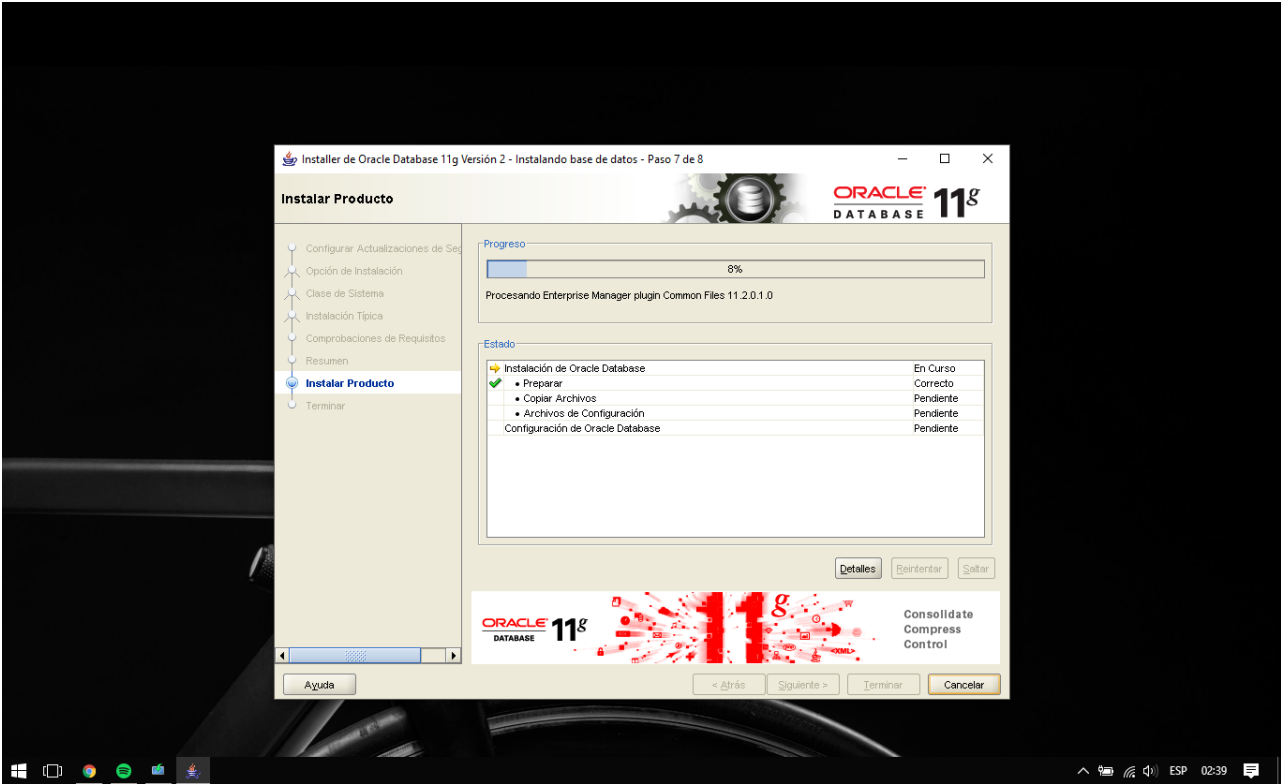 Installer de Oracle Database 11g Versión 2 - Instalando base de datos - Paso 7 de 8
Instalar Producto
ORACLE
DATABASE 11g
Configurar Actualizaciones de Seg
Opción de Instalación
Clase de Sistema
Instalación Típica
Comprobaciones de Requisitos
Resumen
Instalar Producto
Terminar
Progreso
8%
Procesando Enterprise Manager plugin Common Files 11.2.0.1.0
Estado
Instalación de Oracle Database En Curso
• Preparar Correcto
• Copiar Archivos Pendiente
• Archivos de Configuración Pendiente
Configuración de Oracle Database Pendiente
Detalles Reintentar Saltar
ORACLE
DATABASE 11g
11g
<XML>
Consolidate
Compress
Control
Ayuda < Atrás Siguiente > Terminar Cancelar
ESP 02:39